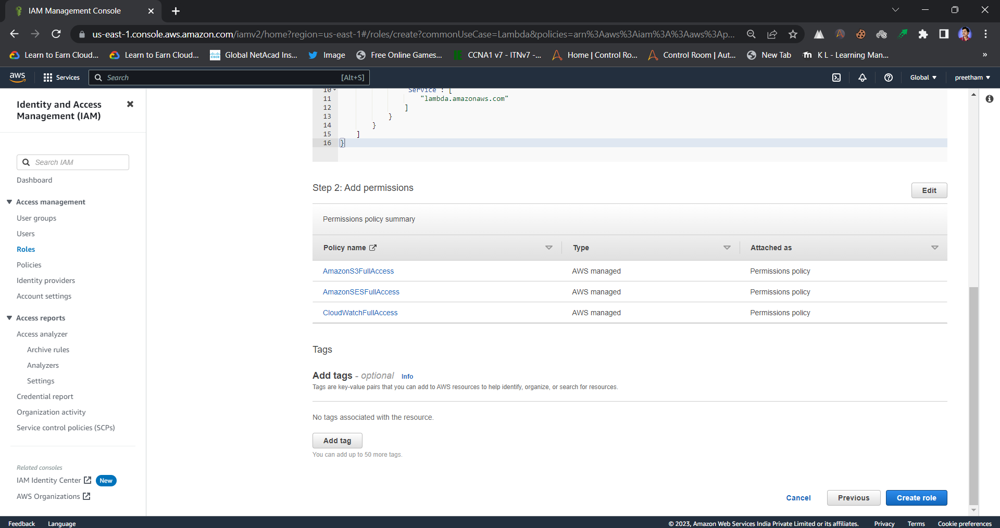 IAM Management Console
us-east-1.console.aws.amazon.com/iamv2/home?region=us-east-1#/roles/create?commonUseCase=Lambda&policies=arn%3Aaws%3Aiam%3A%3Aaws%3Ap...
Learn to Earn Cloud...
Learn to Earn Cloud...
Global NetAcad Ins...
Image
Free Online Games...
CCNA1 v7 - ITNv7 -...
Home | Control Ro...
Control Room | Aut...
New Tab
K L - Learning Man...
»
aws
Services
Search
[Alt+S]
Global
preetham
Identity and Access
Management (IAM)
Search IAM
Dashboard
Access management
User groups
Users
Roles
Policies
Identity providers
Account settings
Access reports
Access analyzer
Archive rules
Analyzers
Settings
Credential report
Organization activity
Service control policies (SCPs)
Related consoles
IAM Identity Center New
AWS Organizations
10 Service : [
11 "lambda.amazonaws.com"
12 ]
13 }
14 }
15 ]
16 }
Step 2: Add permissions
Edit
Permissions policy summary
Policy name Type Attached as
AmazonS3FullAccess AWS managed Permissions policy
AmazonSESFullAccess AWS managed Permissions policy
CloudWatchFullAccess AWS managed Permissions policy
Tags
Add tags - optional Info
Tags are key-value pairs that you can add to AWS resources to help identify, organize, or search for resources.
No tags associated with the resource.
Add tag
You can add up to 50 more tags.
Cancel Previous Create role
Feedback Language © 2023, Amazon Web Services India Private Limited or its affiliates. Privacy Terms Cookie preferences